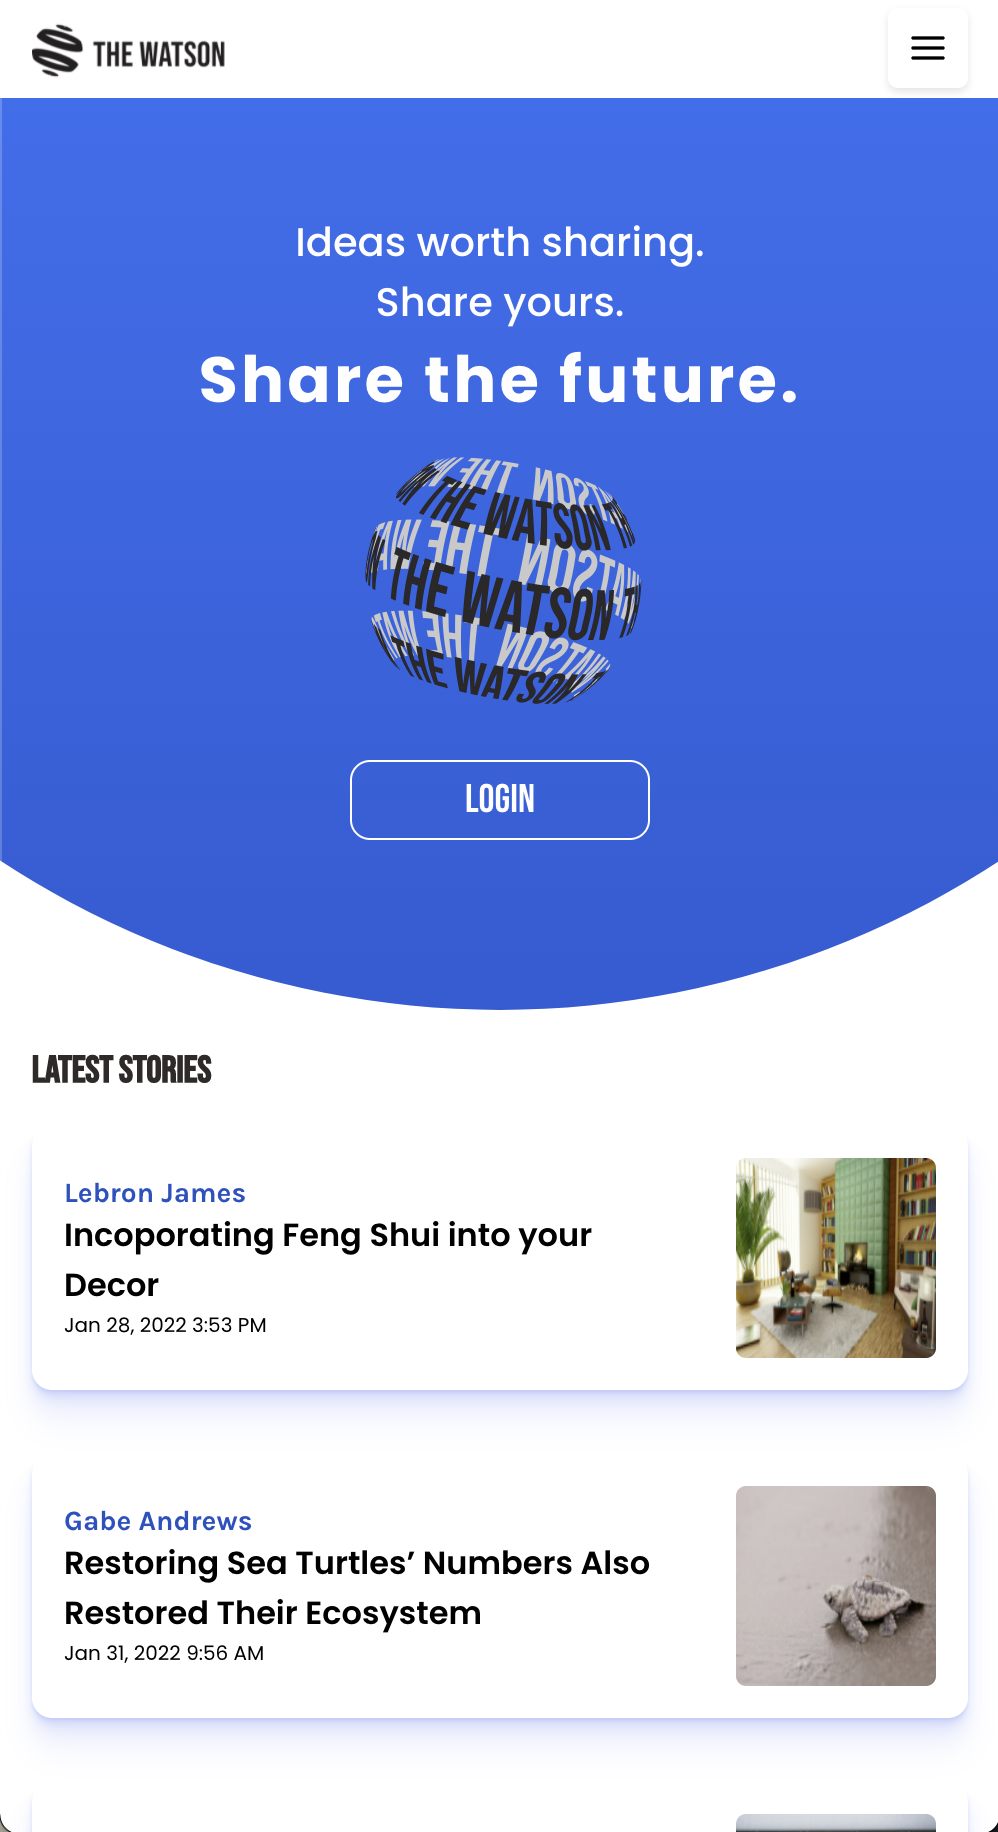 THE WATSON
Ideas worth sharing.
Share yours.
Share the future.
THE WATSON
THE WATSON
THE WATSON
LOGIN
LATEST STORIES
Lebron James
Incoporating Feng Shui into your
Decor
Jan 28, 2022 3:53 PM
Gabe Andrews
Restoring Sea Turtles’ Numbers Also
Restored Their Ecosystem
Jan 31, 2022 9:56 AM